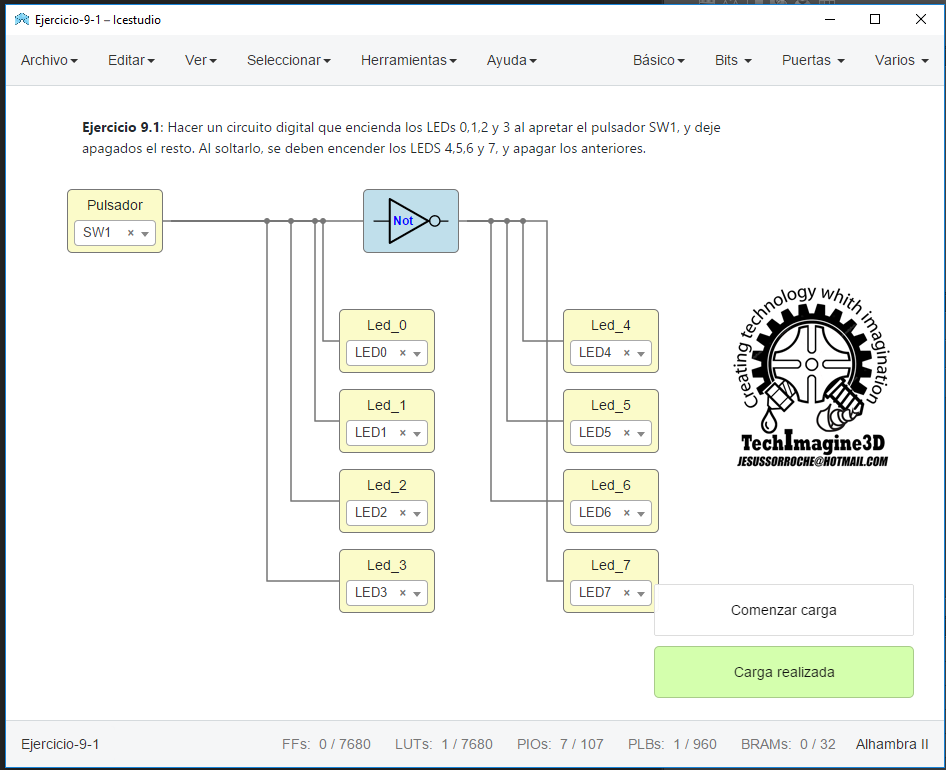 Ejercicio-9-1 – Icestudio
Archivo Editar Ver Seleccionar Herramientas Ayuda Básico Bits Puertas Varios
Ejercicio 9.1: Hacer un circuito digital que encienda los LEDs 0,1,2 y 3 al apretar el pulsador SW1, y deje
apagados el resto. Al soltarlo, se deben encender los LEDS 4,5,6 y 7, y apagar los anteriores.
Pulsador
SW1 ×
Not
Led_0
LED0 ×
Led_4
LED4 ×
Led_1
LED1 ×
Led_5
LED5 ×
Led_2
LED2 ×
Led_6
LED6 ×
Led_3
LED3 ×
Led_7
LED7 ×
Creating technology whith imagination
TechImagine3D
JESUSSORROCHE@HOTMAIL.COM
Comenzar carga
Carga realizada
Ejercicio-9-1 FFs: 0 / 7680 LUTs: 1 / 7680 PIOs: 7 / 107 PLBs: 1 / 960 BRAMs: 0 / 32 Alhambra II